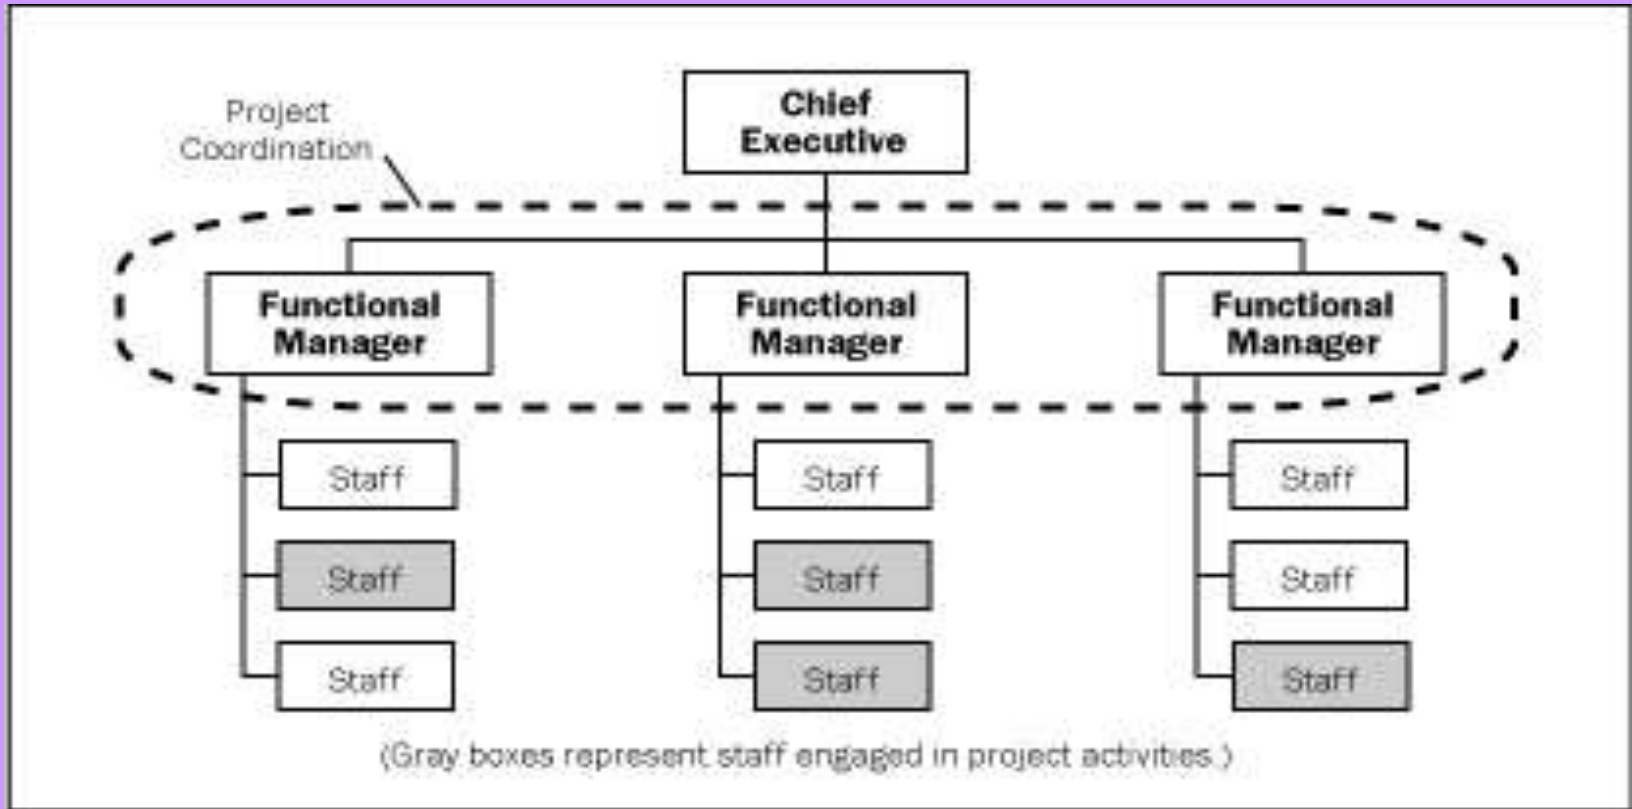 Project
Coordination
Chief
Executive
Functional
Manager
Functional
Manager
Functional
Manager
Staff
Staff
Staff
Staff
Staff
Staff
Staff
Staff
Staff
(Gray boxes represent staff engaged in project activities.)